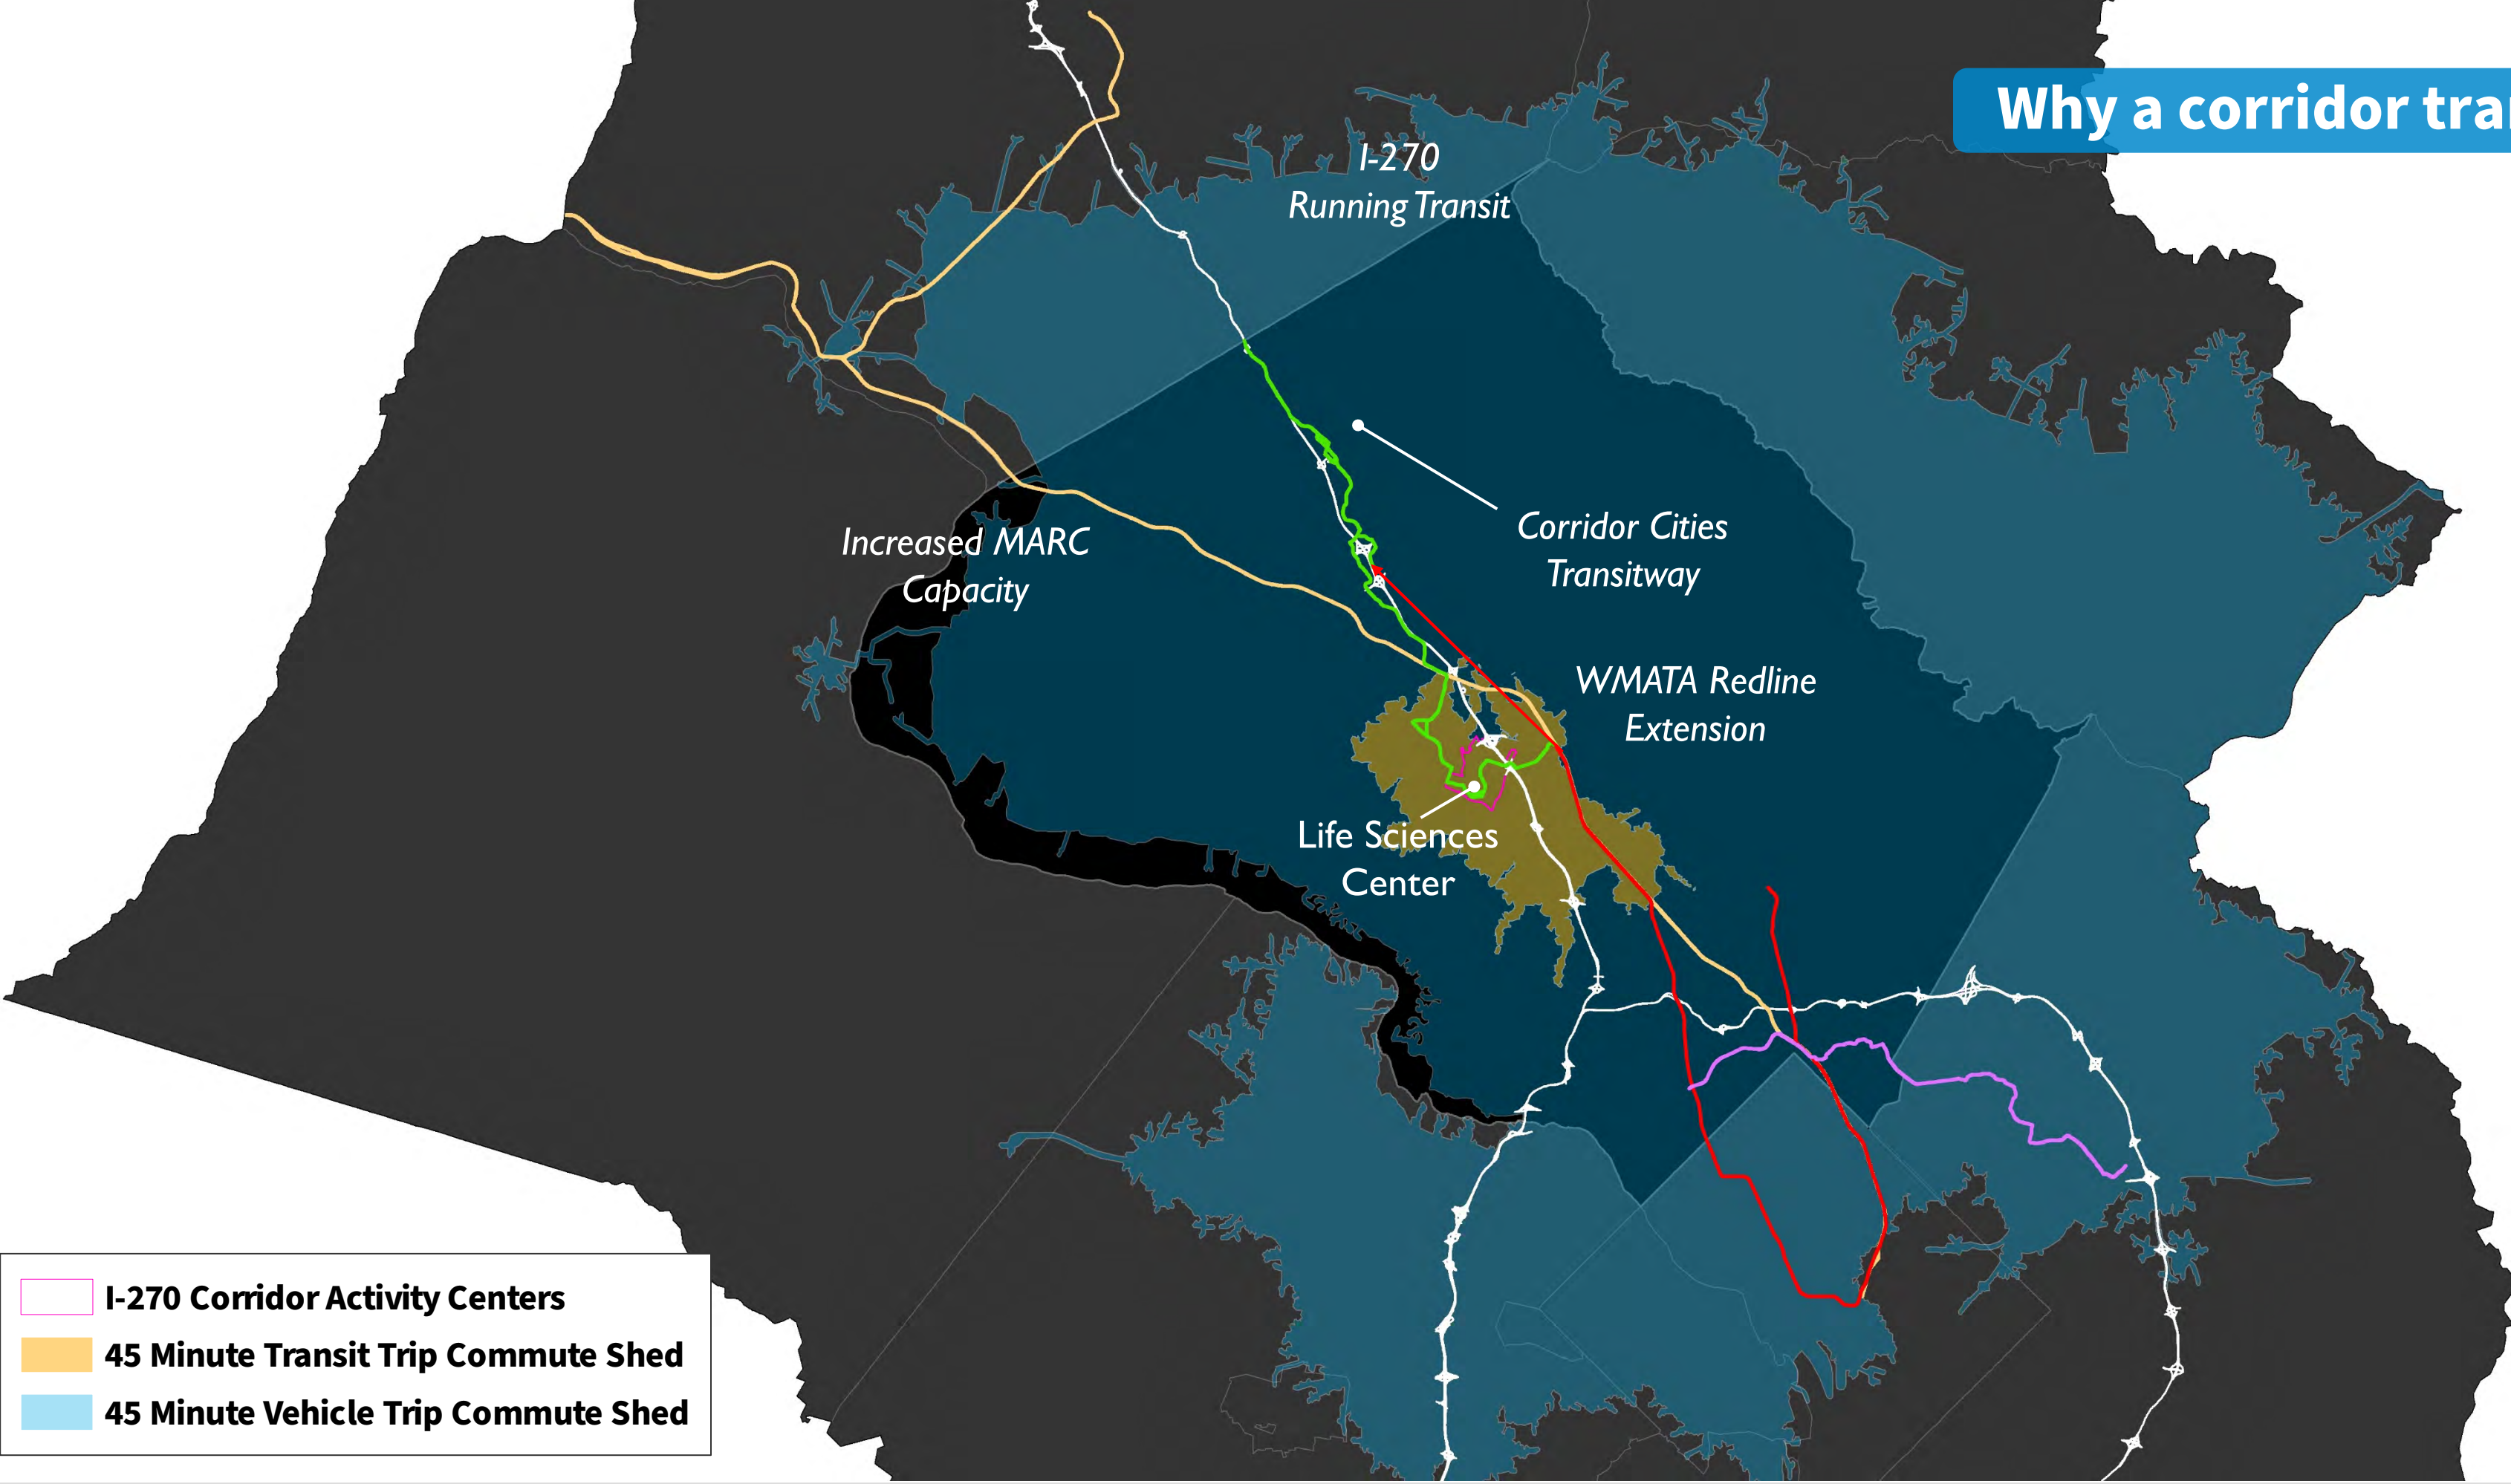 Why a corridor tra
I-270
Running Transit
Corridor Cities
Transitway
Increased MARC
Capacity
WMATA Redline
Extension
Life Sciences
Center
I-270 Corridor Activity Centers
45 Minute Transit Trip Commute Shed
45 Minute Vehicle Trip Commute Shed